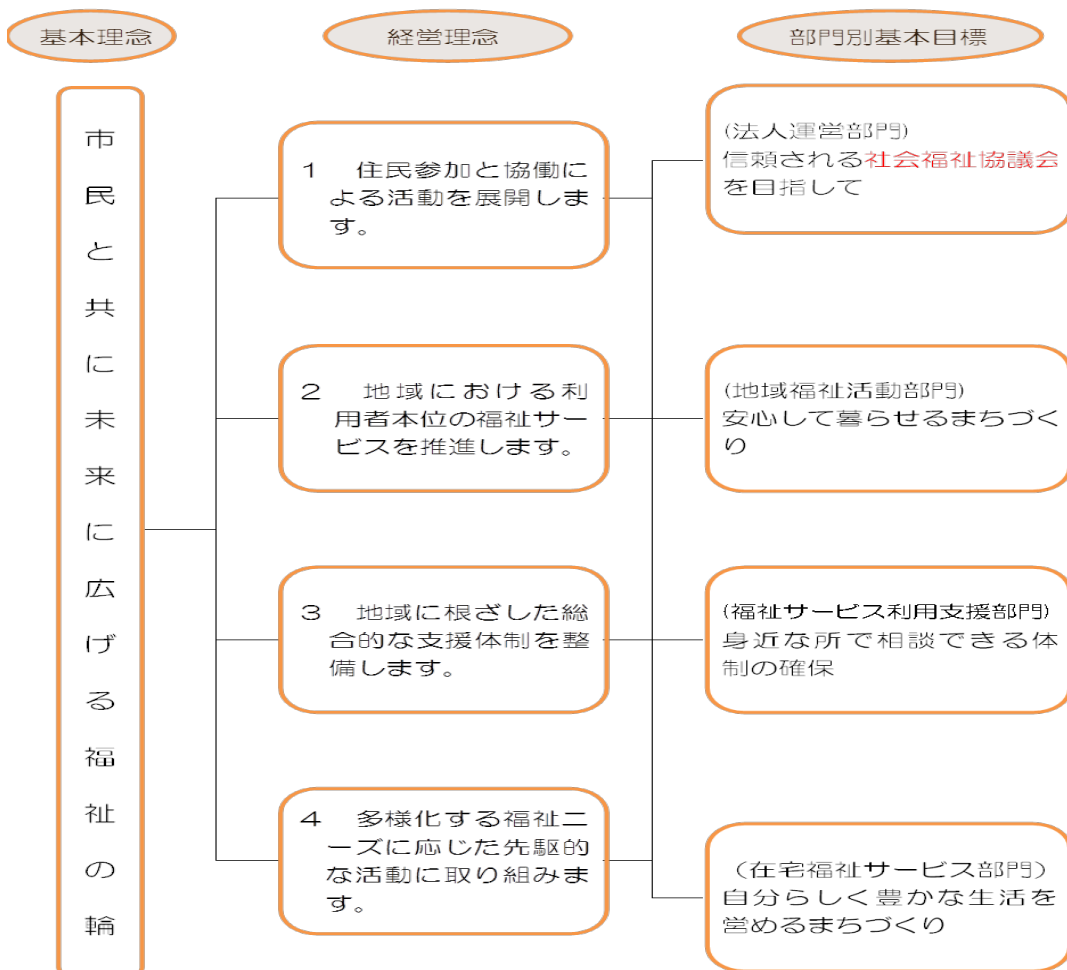 基本理念
経営理念
部門別基本目標
市民と共に未来に広げる福祉の輪
1 住民参加と協働に
よる活動を展開しま
す。
2 地域における利
用者本位の福祉サー
ビスを推進します。
3 地域に根ざした総
合的な支援体制を整
備します。
4 多様化する福祉ニ
ーズに応じた先駆的
な活動に取り組みま
す。
(法人運営部門)
信頼される社会福祉協議会
を目指して
(地域福祉活動部門)
安心して暮らせるまちづく
り
(福祉サービス利用支援部門)
身近な所で相談できる体
制の確保
（在宅福祉サービス部門）
自分らしく豊かな生活を
営めるまちづくり